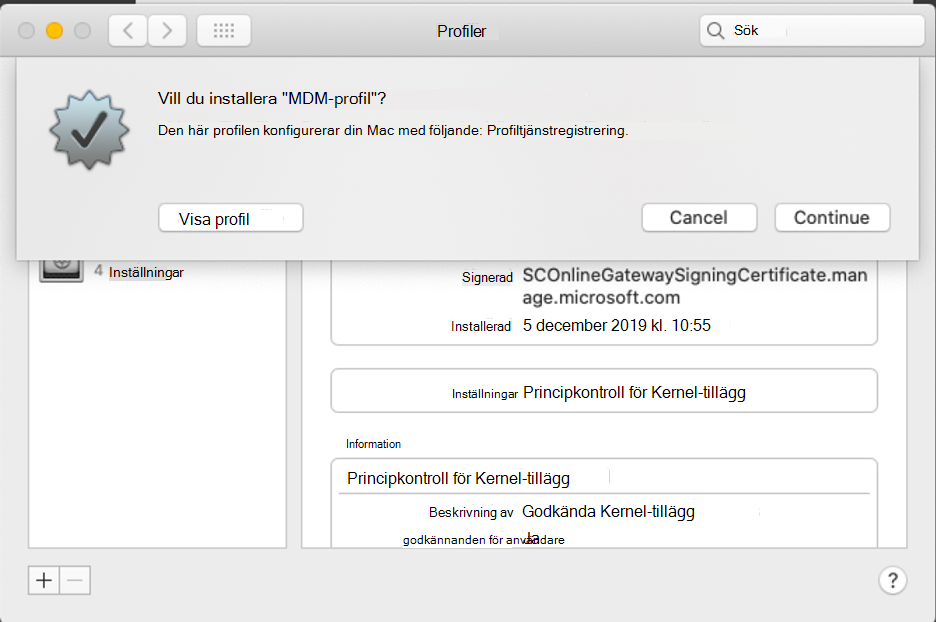 Profiler
Sök
Vill du installera "MDM-profil"?
Den här profilen konfigurerar din Mac med följande: Profiltjänstregistrering.
Visa profil
Cancel
Continue
4 Inställningar
Signerad SCOnlineGatewaySigningCertificate.man
age.microsoft.com
Installerad 5 december 2019 kl. 10:55
Inställningar Principkontroll för Kernel-tillägg
Information
Principkontroll för Kernel-tillägg
Beskrivning av Godkända Kernel-tillägg
godkännanden för användare Ja
?